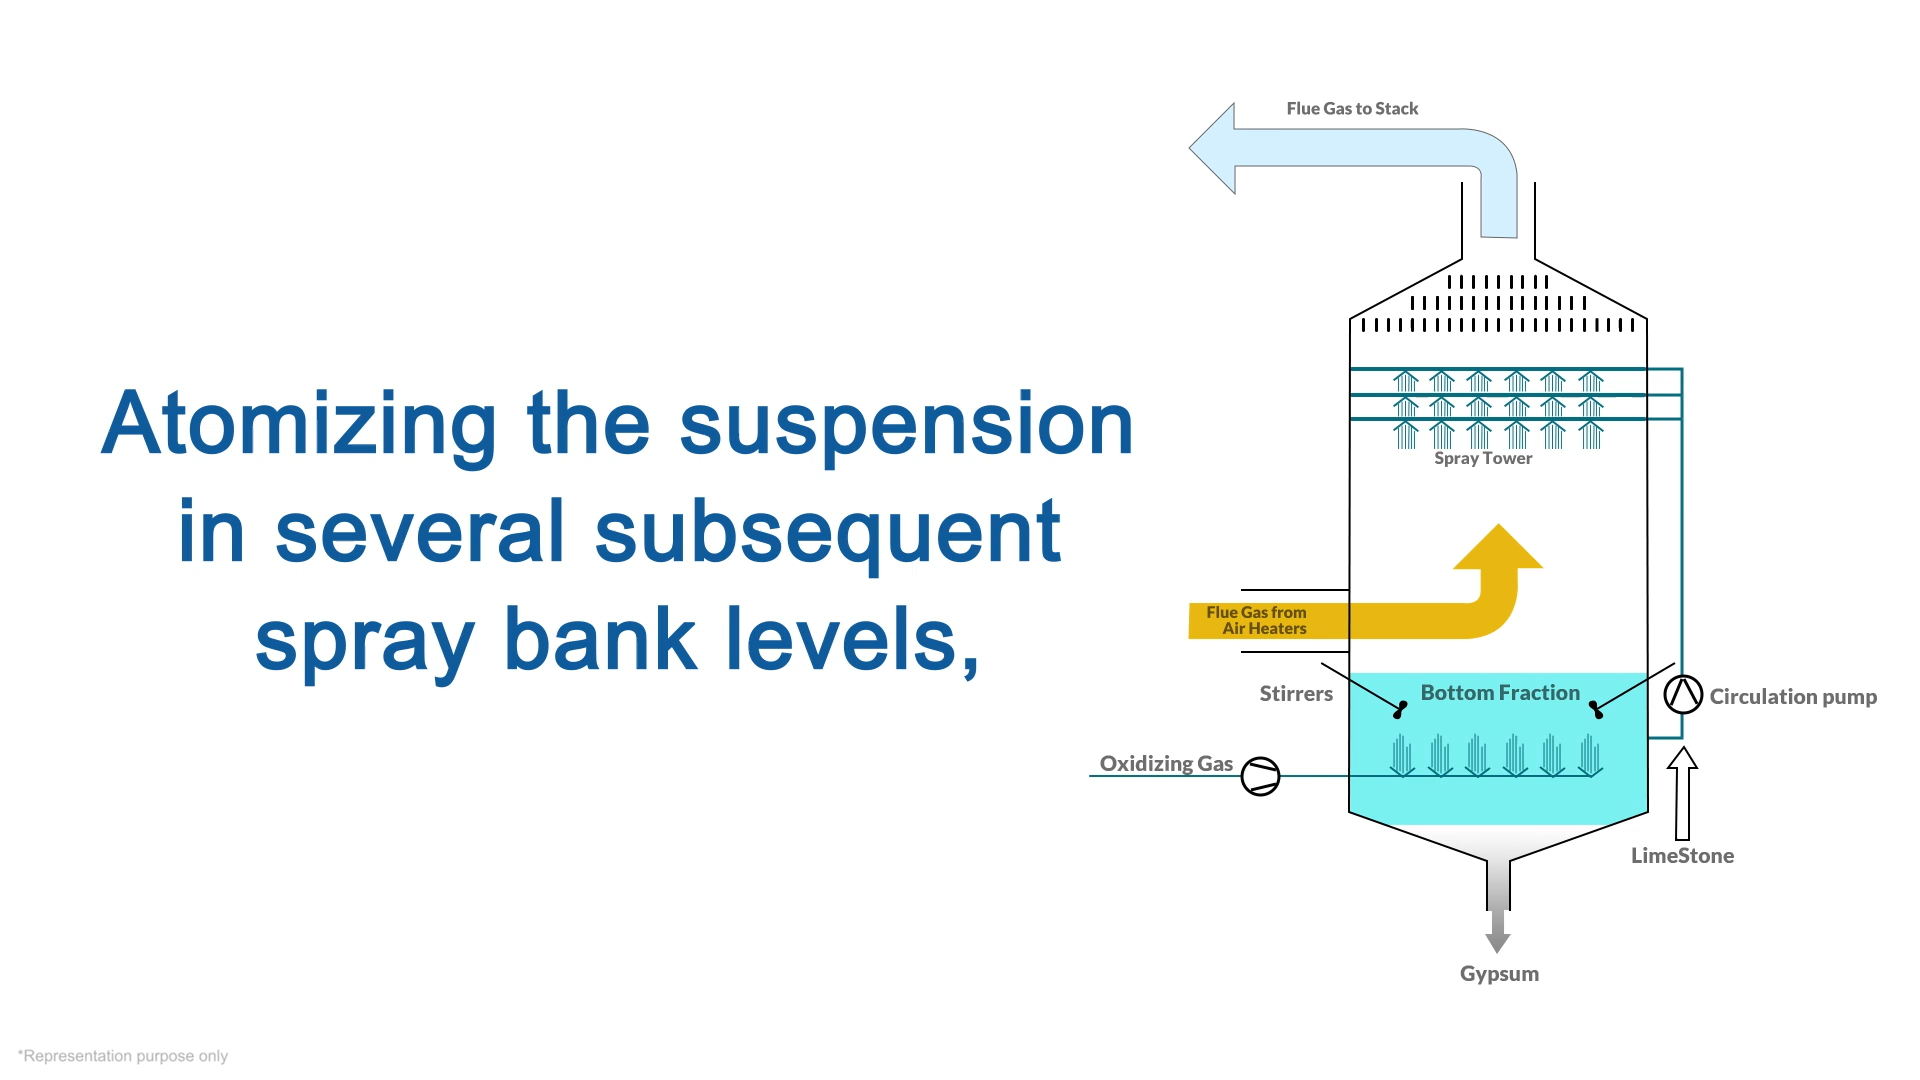 Atomizing the suspension
in several subsequent
spray bank levels,
Flue Gas to Stack
Spray Tower
Flue Gas from
Air Heaters
Stirrers
Bottom Fraction
Circulation pump
Oxidizing Gas
LimeStone
Gypsum
*Representation purpose only